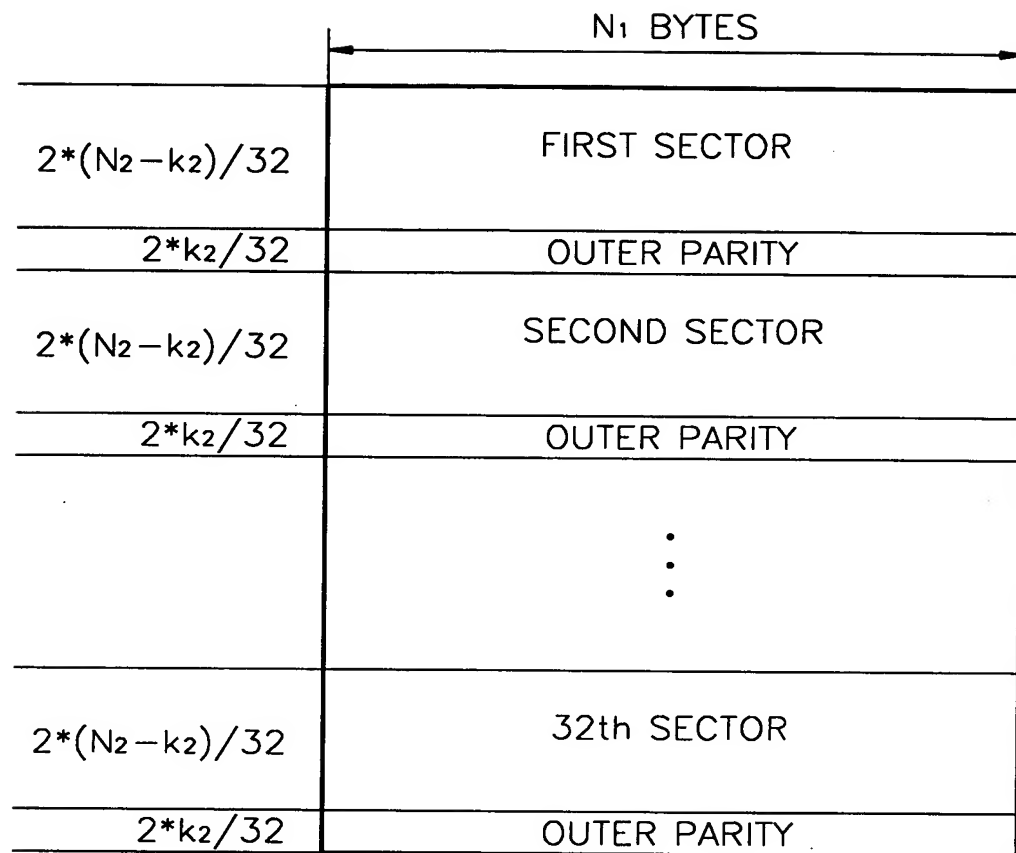 N1 BYTES
2*(N2-k2)/32 FIRST SECTOR
2*k2/32 OUTER PARITY
2*(N2-k2)/32 SECOND SECTOR
2*k2/32 OUTER PARITY
2*(N2-k2)/32 32th SECTOR
2*k2/32 OUTER PARITY